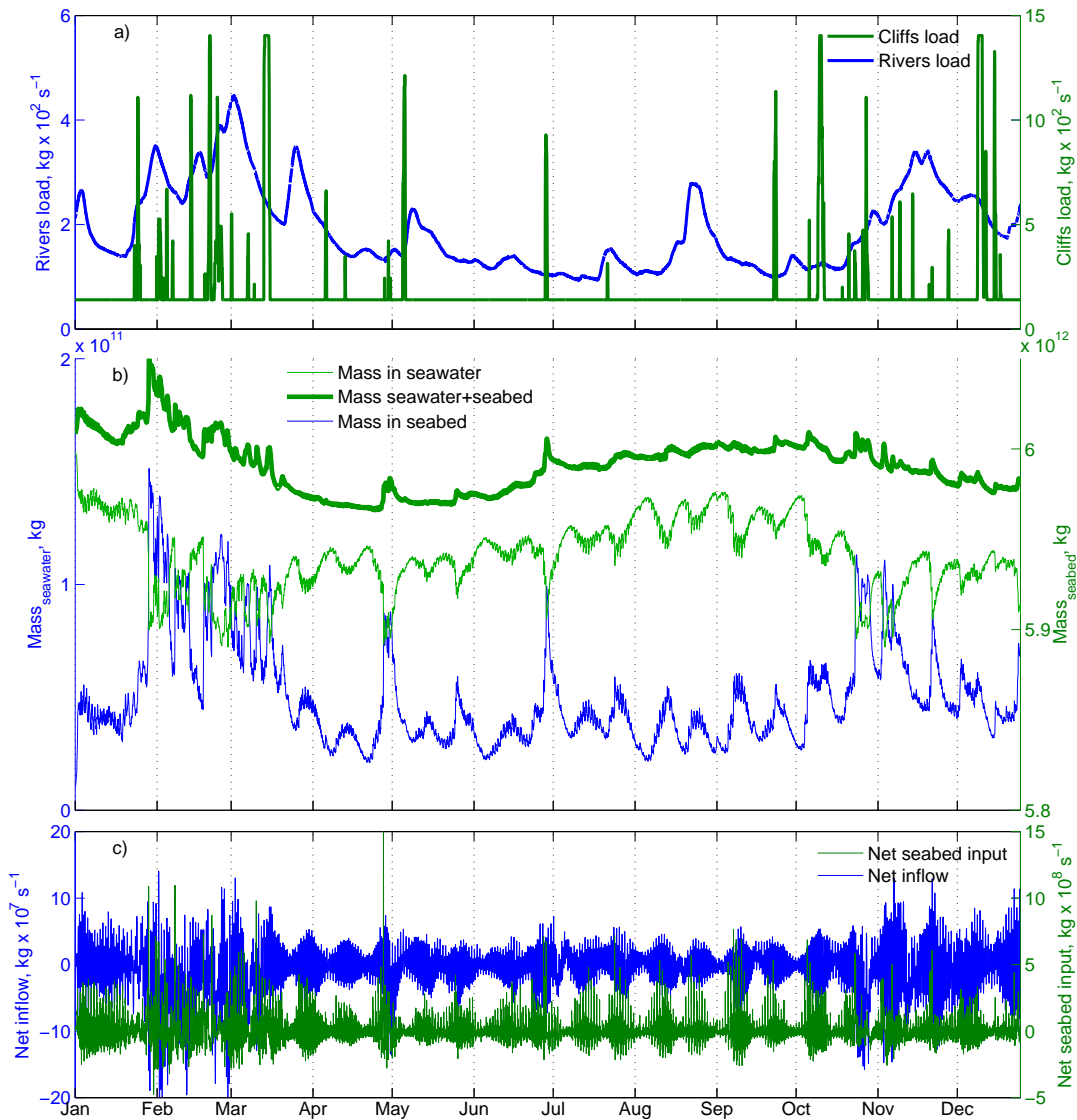 a)
Cliffs load
Rivers load
6
4
2
0
Rivers load, kg x 10² s⁻¹
15
10
5
0
Cliffs load, kg x 10² s⁻¹
x 10¹¹
x 10¹²
b)
Mass in seawater
Mass seawater+seabed
Mass in seabed
2
1
0
Mass seawater, kg
6
5.9
5.8
Mass seabed, kg
c)
Net seabed input
Net inflow
20
10
0
−10
−20
Net inflow, kg x 10⁷ s⁻¹
15
10
5
0
−5
Net seabed input, kg x 10⁸ s⁻¹
Jan Feb Mar Apr May Jun Jul Aug Sep Oct Nov Dec